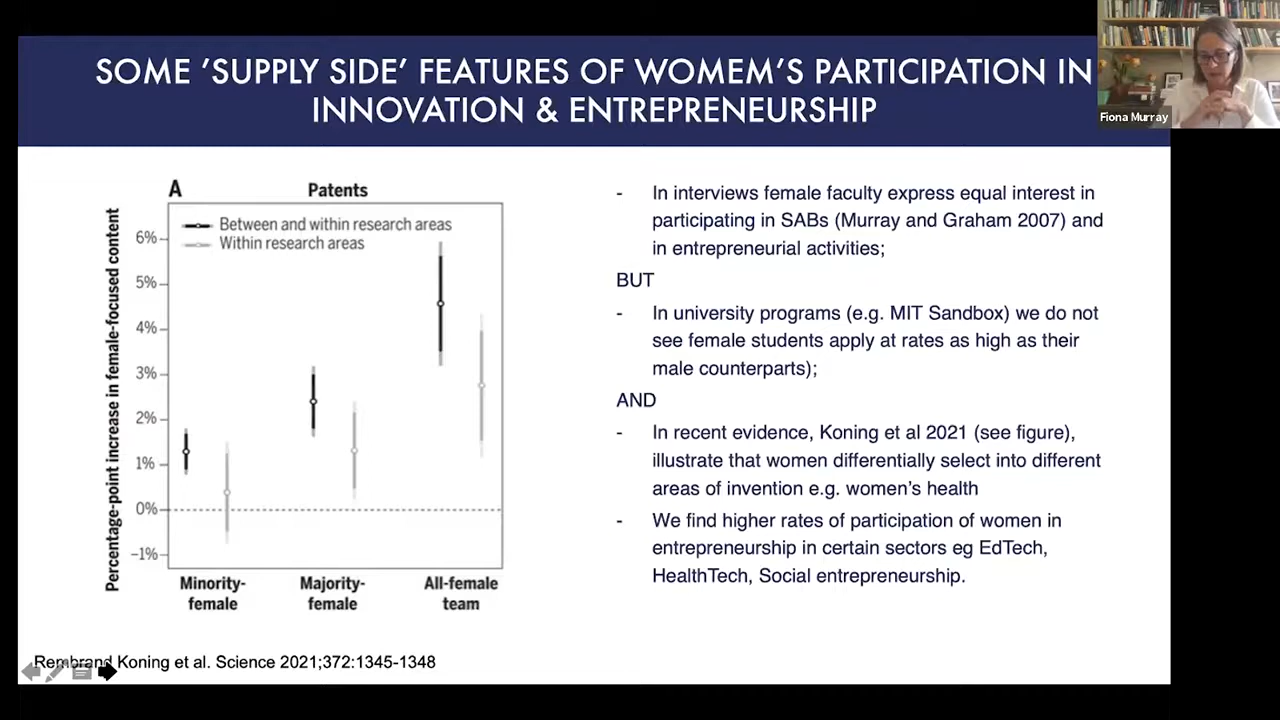 SOME 'SUPPLY SIDE' FEATURES OF WOMEM'S PARTICIPATION IN
INNOVATION & ENTREPRENEURSHIP
Fiona Murray
A
Patents
Between and within research areas
Within research areas
Percentage-point increase in female-focused content
6%
5%
4%
3%
2%
1%
0%
-1%
Minority-
female
Majority-
female
All-female
team
- In interviews female faculty express equal interest in
participating in SABs (Murray and Graham 2007) and
in entrepreneurial activities;
BUT
- In university programs (e.g. MIT Sandbox) we do not
see female students apply at rates as high as their
male counterparts);
AND
- In recent evidence, Koning et al 2021 (see figure),
illustrate that women differentially select into different
areas of invention e.g. women's health
- We find higher rates of participation of women in
entrepreneurship in certain sectors eg EdTech,
HealthTech, Social entrepreneurship.
Rembrand Koning et al. Science 2021;372:1345-1348